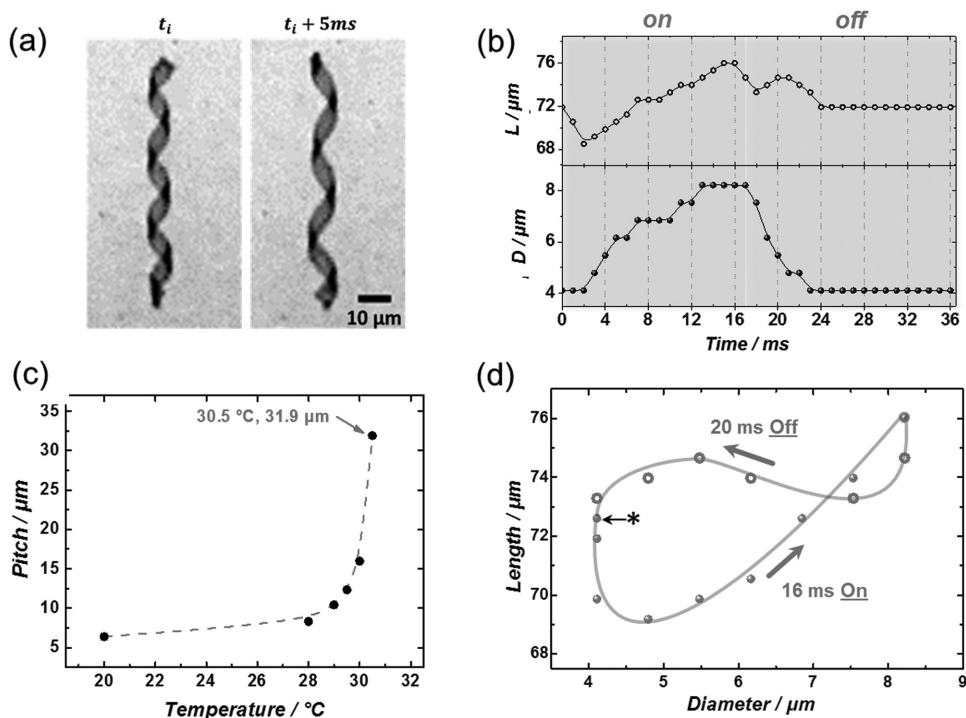 (a)
t_i
t_i + 5ms
10 μm
(b)
on
off
L / μm
76
72
68
D / μm
8
6
4
0 4 8 12 16 20 24 28 32 36
Time / ms
(c)
Pitch / μm
35
30
25
20
15
10
5
30.5 °C, 31.9 μm
20 22 24 26 28 30 32
Temperature / °C
(d)
Length / μm
76
74
72
70
68
20 ms Off
*
16 ms On
4 5 6 7 8 9
Diameter / μm